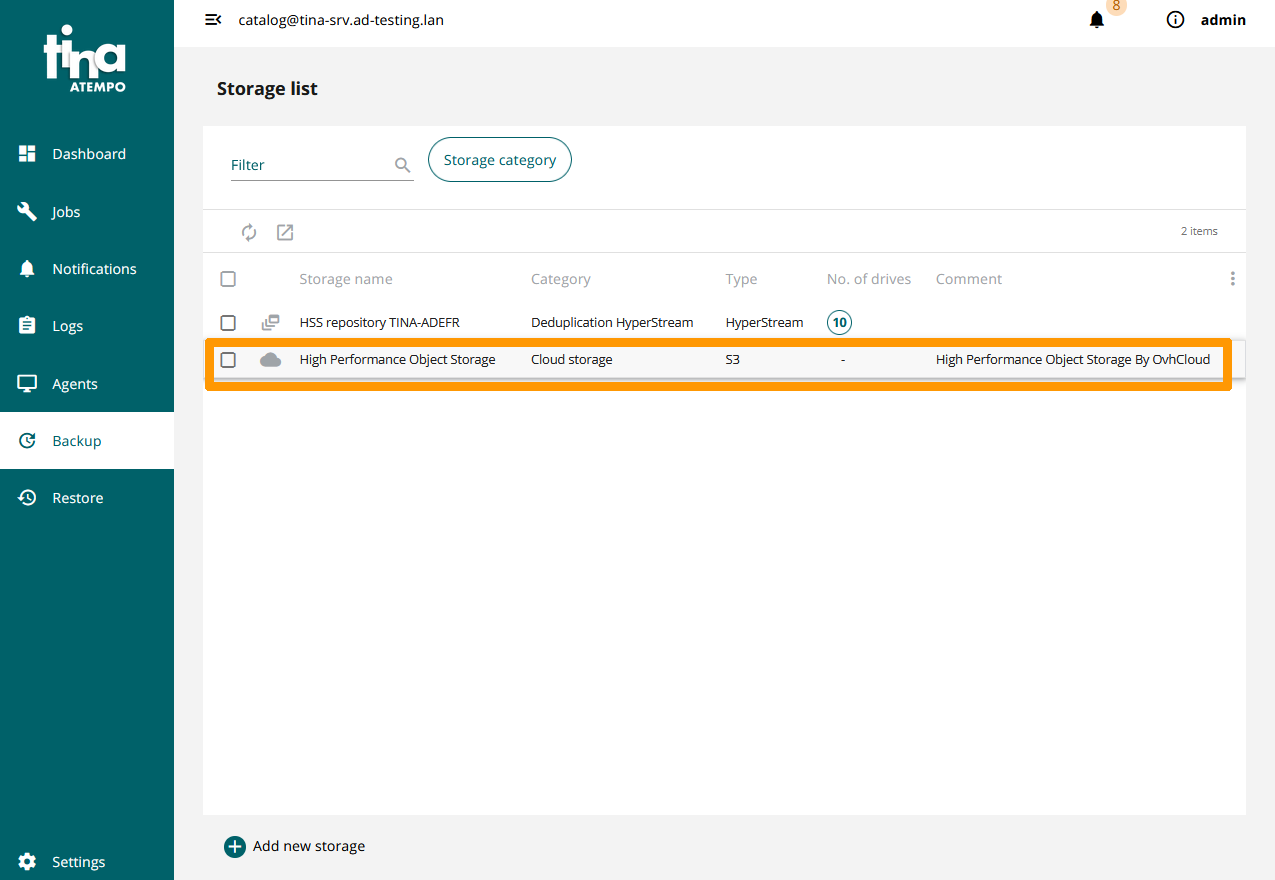 tina
ATEMPO
catalog@tina-srv.ad-testing.lan
8
admin
Dashboard
Jobs
Notifications
Logs
Agents
Backup
Restore
Settings
Storage list
Filter
Storage category
2 items
Storage name Category Type No. of drives Comment
HSS repository TINA-ADEFR Deduplication HyperStream HyperStream 10
High Performance Object Storage Cloud storage S3 - High Performance Object Storage By OvhCloud
Add new storage